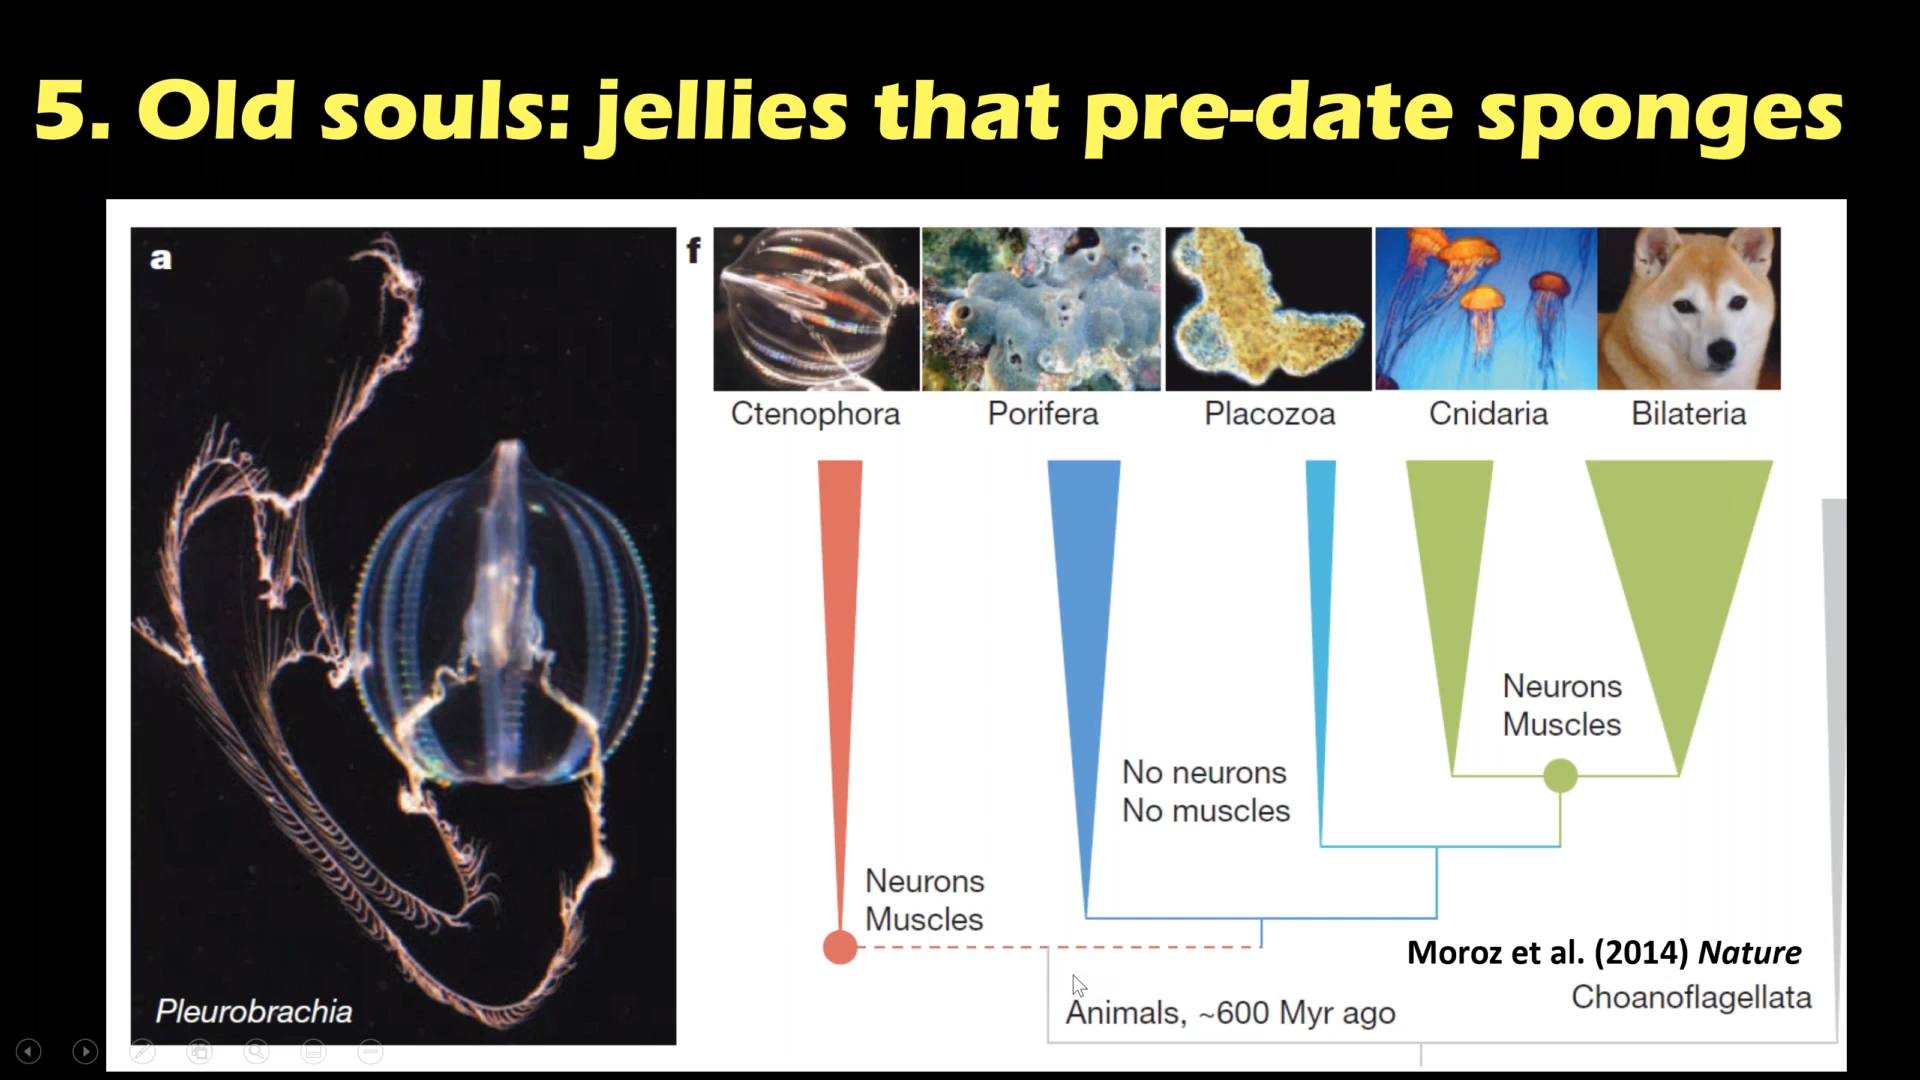 5. Old souls: jellies that pre-date sponges
a
f
Ctenophora
Porifera
Placozoa
Cnidaria
Bilateria
Neurons
Muscles
No neurons
No muscles
Neurons
Muscles
Moroz et al. (2014) Nature
Choanoflagellata
Animals, ~600 Myr ago
Pleurobrachia